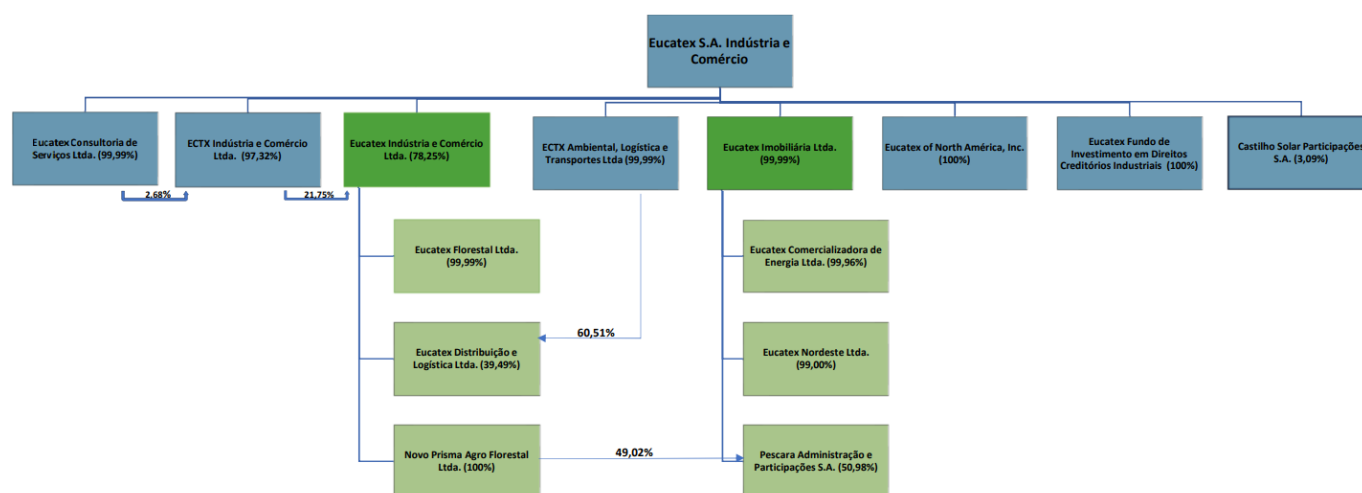 Eucatex S.A. Indústria e
Comércio
Eucatex Consultoria de
Serviços Ltda. (99,99%)
ECTX Indústria e Comércio
Ltda. (97,32%)
Eucatex Indústria e Comércio
Ltda. (78,25%)
ECTX Ambiental, Logística e
Transportes Ltda (99,99%)
Eucatex Imobiliária Ltda.
(99,99%)
Eucatex of North América, Inc.
(100%)
Eucatex Fundo de
Investimento em Direitos
Creditórios Industriais (100%)
Castilho Solar Participações
S.A. (3,09%)
2,68%
21,75%
Eucatex Florestal Ltda.
(99,99%)
Eucatex Comercializadora de
Energia Ltda. (99,96%)
60,51%
Eucatex Distribuição e
Logística Ltda. (39,49%)
Eucatex Nordeste Ltda.
(99,00%)
Novo Prisma Agro Florestal
Ltda. (100%)
49,02%
Pescara Administração e
Participações S.A. (50,98%)